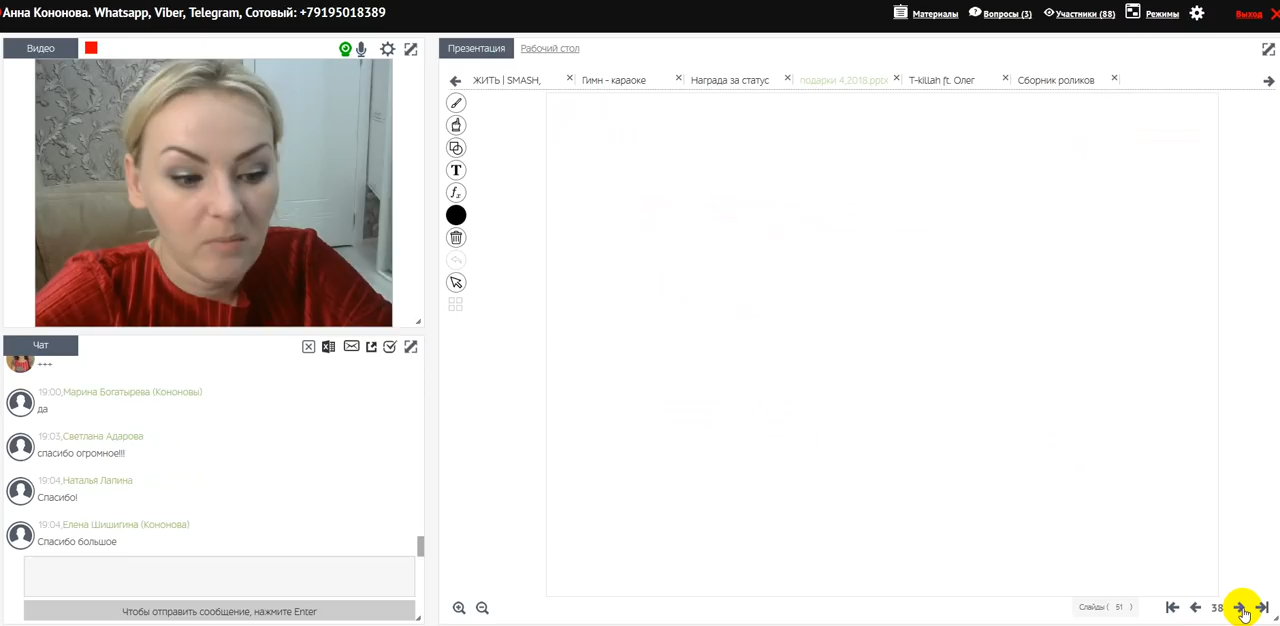 Анна Кононова. Whatsapp, Viber, Telegram, Сотовый: +79195018389
Материалы Вопросы (3) Участники (88) Режимы Выход
Видео
Презентация Рабочий стол
ЖИТЬ | SMASH, Гимн - караоке Награда за статус подарки 4,2018.pptx T-killah ft. Олег Сборник роликов
T
fx
Чат
+++
19:00,Марина Богатырева (Кононовы)
да
19:03,Светлана Адарова
спасибо огромное!!!
19:04,Наталья Лапина
Спасибо!
19:04,Елена Шишигина (Кононова)
Спасибо большое
Чтобы отправить сообщение, нажмите Enter
Слайды ( 51 ) 38